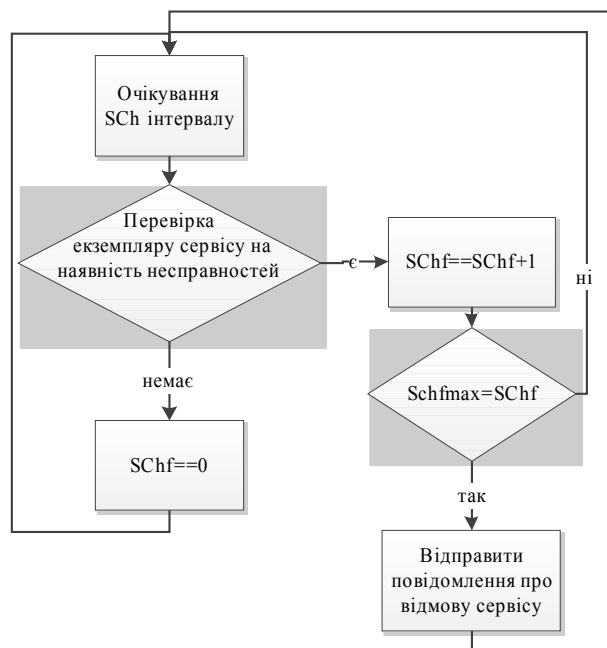 Очікування
SCh інтервалу
Перевірка
екземпляру сервісу на
наявність несправностей
є
SChf==SChf+1
ні
Schfmax=SChf
немає
SChf==0
так
Відправити
повідомлення про
відмову сервісу